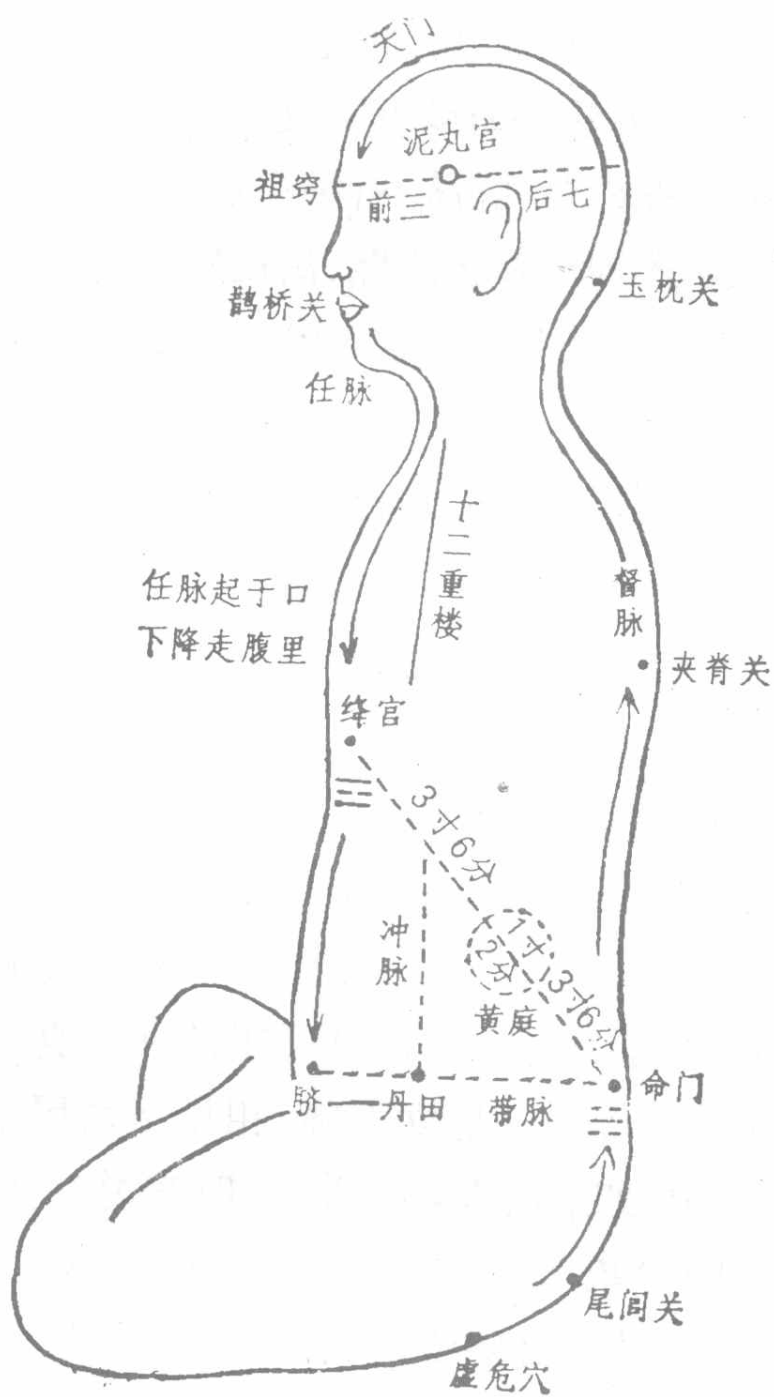 天门
泥丸宫
祖窍
前三
后七
玉枕关
鹊桥关
任脉
十二重楼
任脉起于口
下降走腹里
督脉
夹脊关
绛宫
3寸6分
冲脉
1寸
2分
3寸6分
黄庭
脐——丹田
带脉
命门
尾闾关
虚危穴